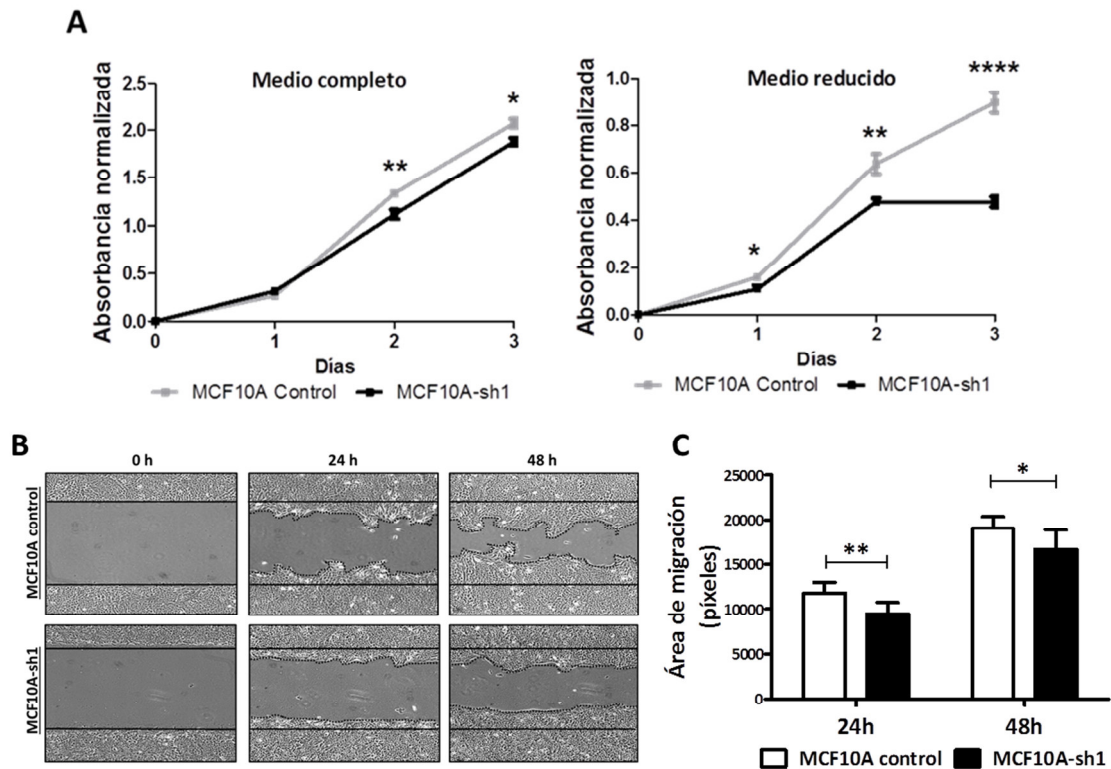 A
Medio completo
Absorbancia normalizada
2.5
2.0
1.5
1.0
0.5
0.0
**
*
0 1 2 3
Días
MCF10A Control MCF10A-sh1
Medio reducido
Absorbancia normalizada
1.0
0.8
0.6
0.4
0.2
0.0
*
**
****
0 1 2 3
Días
MCF10A Control MCF10A-sh1
B
0 h 24h 48h
MCF10A control
MCF10A-sh1
C
Área de migración
(píxeles)
25000
20000
15000
10000
5000
0
**
*
24h 48h
MCF10A control MCF10A-sh1